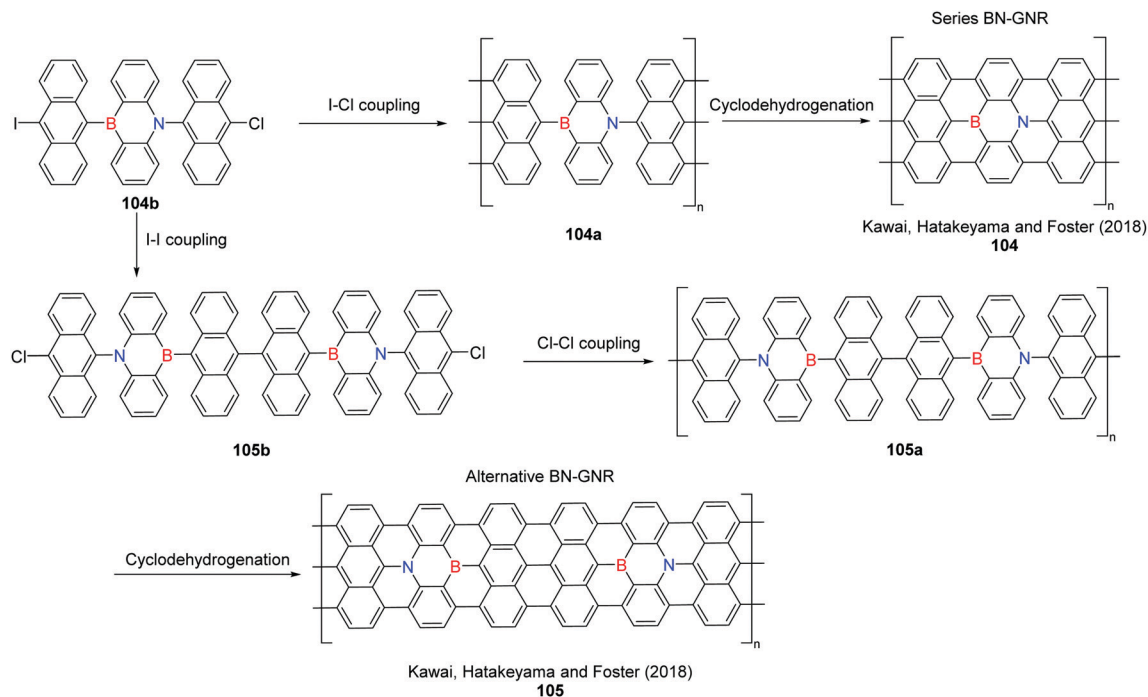 Series BN-GNR
I
B
N
Cl
I-Cl coupling
B
N
n
Cyclodehydrogenation
B
N
n
104b
104a
Kawai, Hatakeyama and Foster (2018)
104
I-I coupling
Cl
N
B
B
N
Cl
Cl-Cl coupling
N
B
B
N
n
105b
105a
Alternative BN-GNR
Cyclodehydrogenation
N
B
B
N
n
Kawai, Hatakeyama and Foster (2018)
105